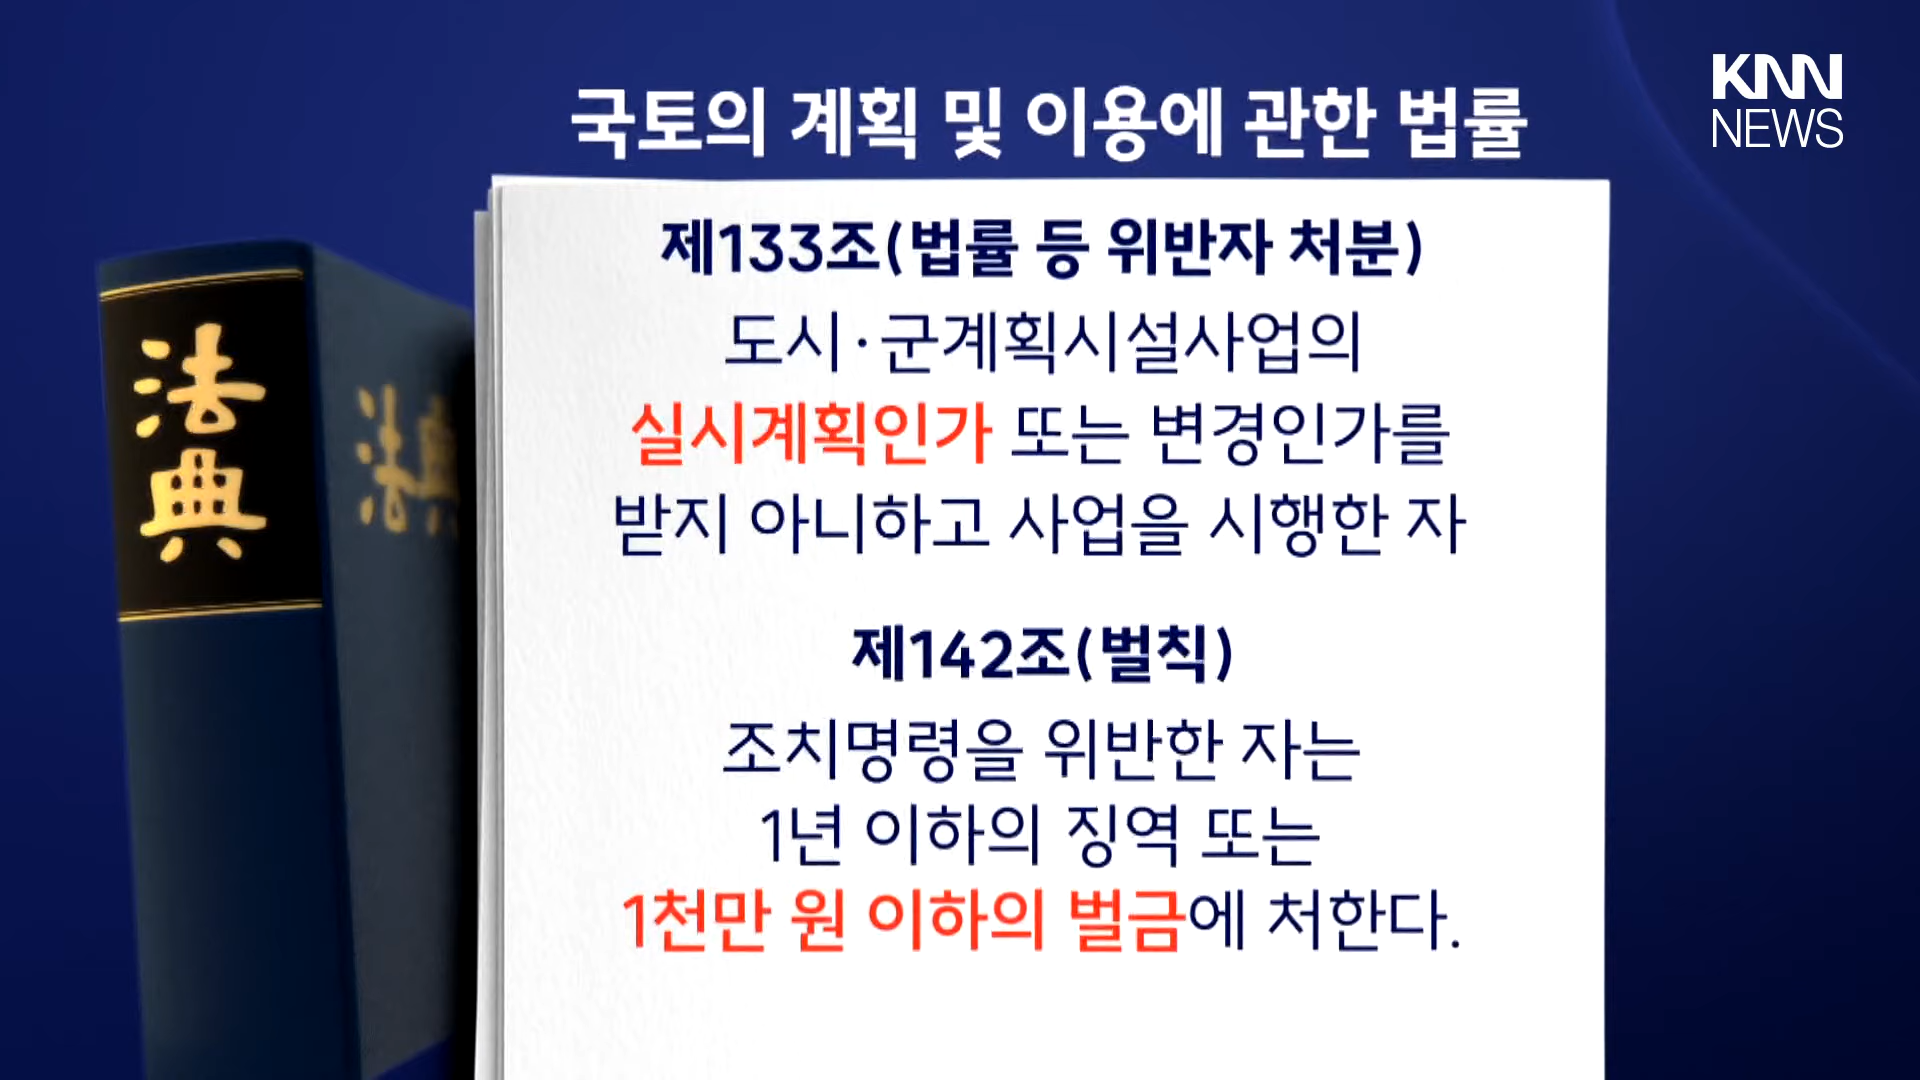 KNN
NEWS
국토의 계획 및 이용에 관한 법률
제133조(법률 등 위반자 처분)
도시·군계획시설사업의
실시계획인가 또는 변경인가를
받지 아니하고 사업을 시행한 자
제142조(벌칙)
조치명령을 위반한 자는
1년 이하의 징역 또는
1천만 원 이하의 벌금에 처한다.
法
典
法典